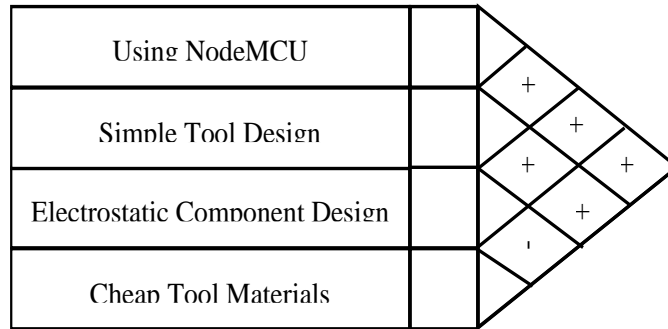 Using NodeMCU
+
Simple Tool Design
+
+
+
Electrostatic Component Design
+
-
Cheap Tool Materials